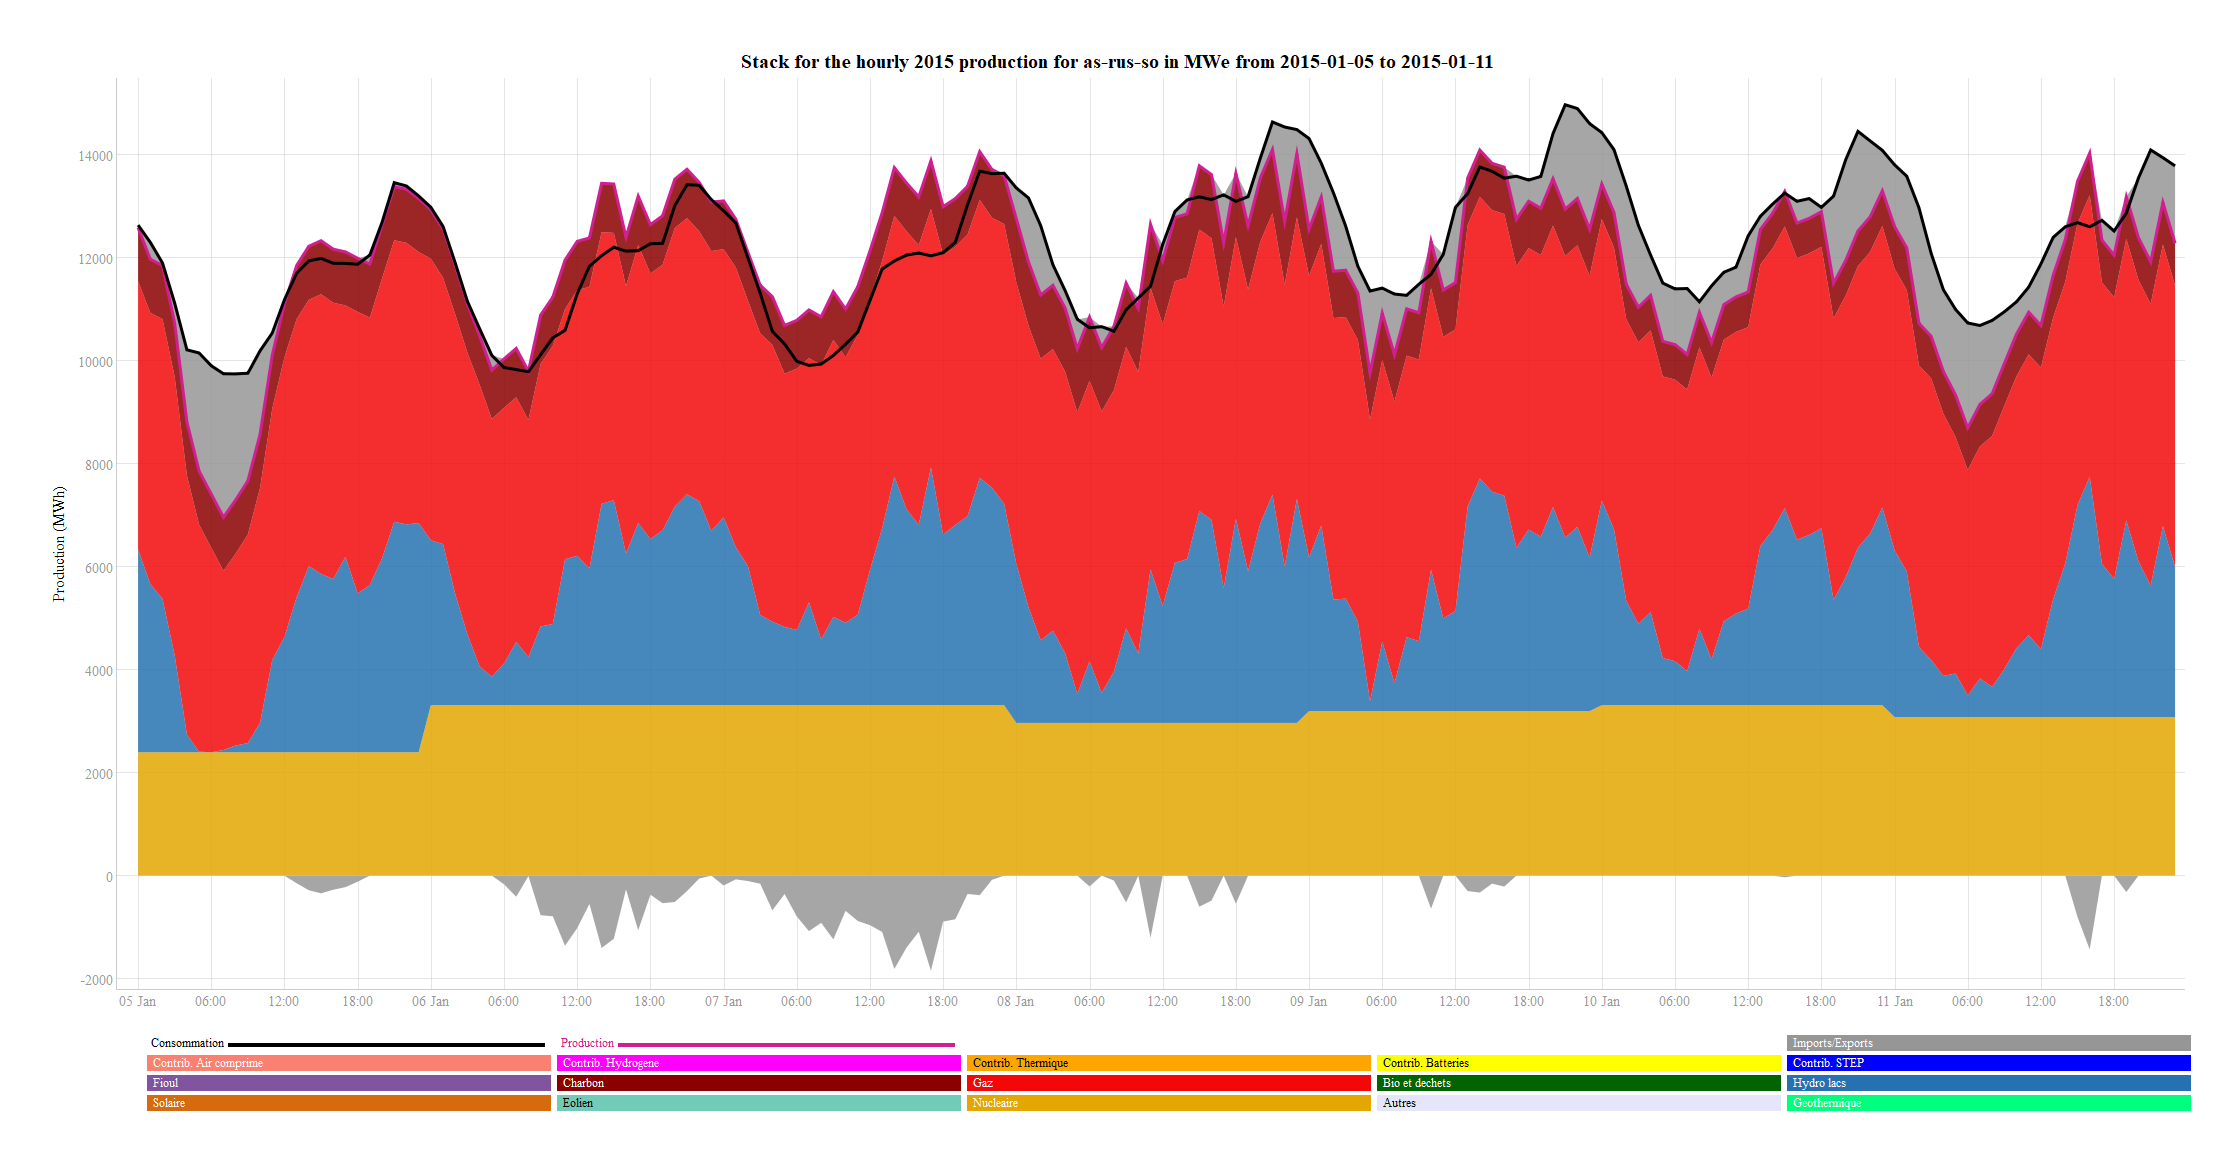 Stack for the hourly 2015 production for as-rus-so in MWe from 2015-01-05 to 2015-01-11
Production (MWh)
14000
12000
10000
8000
6000
4000
2000
0
-2000
05 Jan 06:00 12:00 18:00 06 Jan 06:00 12:00 18:00 07 Jan 06:00 12:00 18:00 08 Jan 06:00 12:00 18:00 09 Jan 06:00 12:00 18:00 10 Jan 06:00 12:00 18:00 11 Jan 06:00 12:00 18:00
Consommation Production Imports/Exports
Contrib. Air comprime Contrib. Hydrogene Contrib. Thermique Contrib. Batteries Contrib. STEP
Fioul Charbon Gaz Bio et dechets Hydro lacs
Solaire Eolien Nucleaire Autres Geothermique